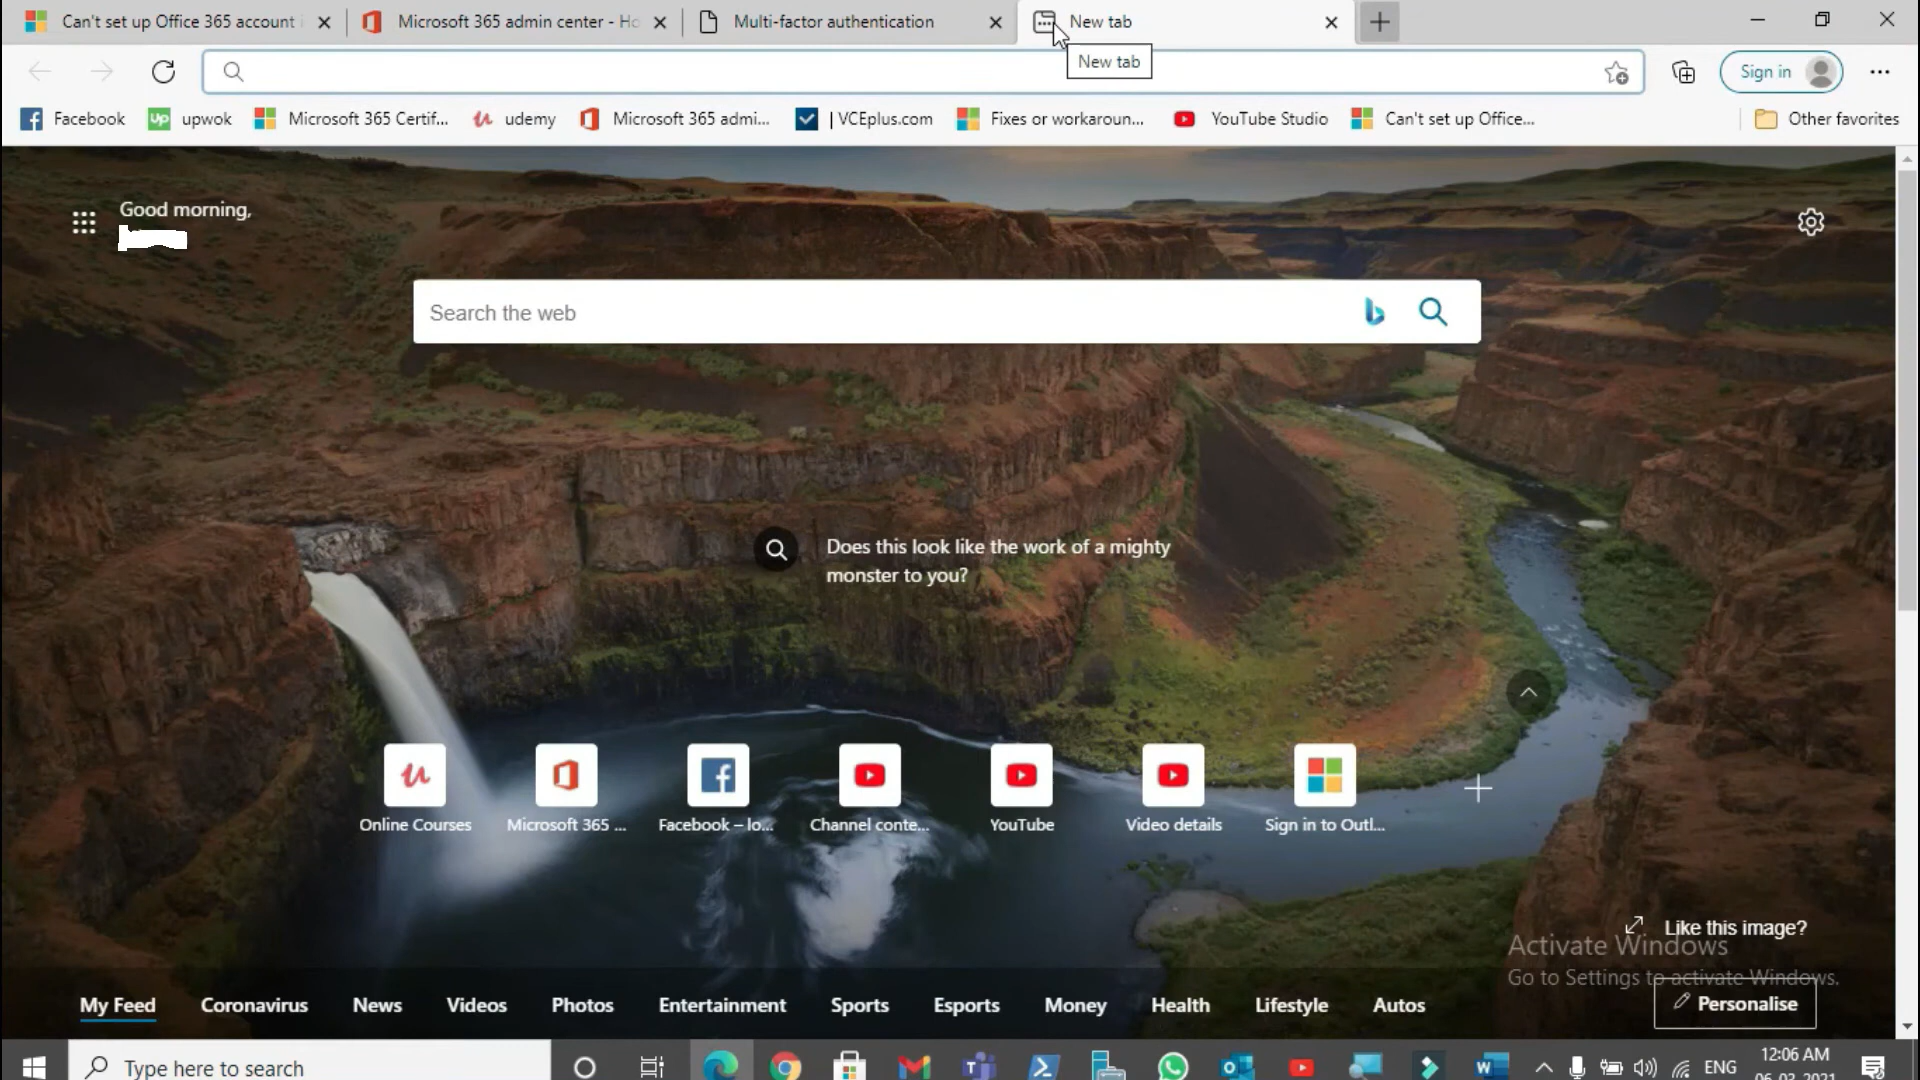 Can't set up Office 365 account
Microsoft 365 admin center - Ho
Multi-factor authentication
New tab
New tab
Sign in
Facebook
upwok
Microsoft 365 Certif...
udemy
Microsoft 365 admi...
| VCEplus.com
Fixes or workaroun...
YouTube Studio
Can't set up Office...
Other favorites
Good morning,
Search the web
Does this look like the work of a mighty
monster to you?
Online Courses
Microsoft 365 ...
Facebook – lo...
Channel conte...
YouTube
Video details
Sign in to Outl...
Like this image?
Activate Windows
Go to Settings to activate Windows.
My Feed
Coronavirus
News
Videos
Photos
Entertainment
Sports
Esports
Money
Health
Lifestyle
Autos
Personalise
Type here to search
ENG
12:06 AM
06-03-2021